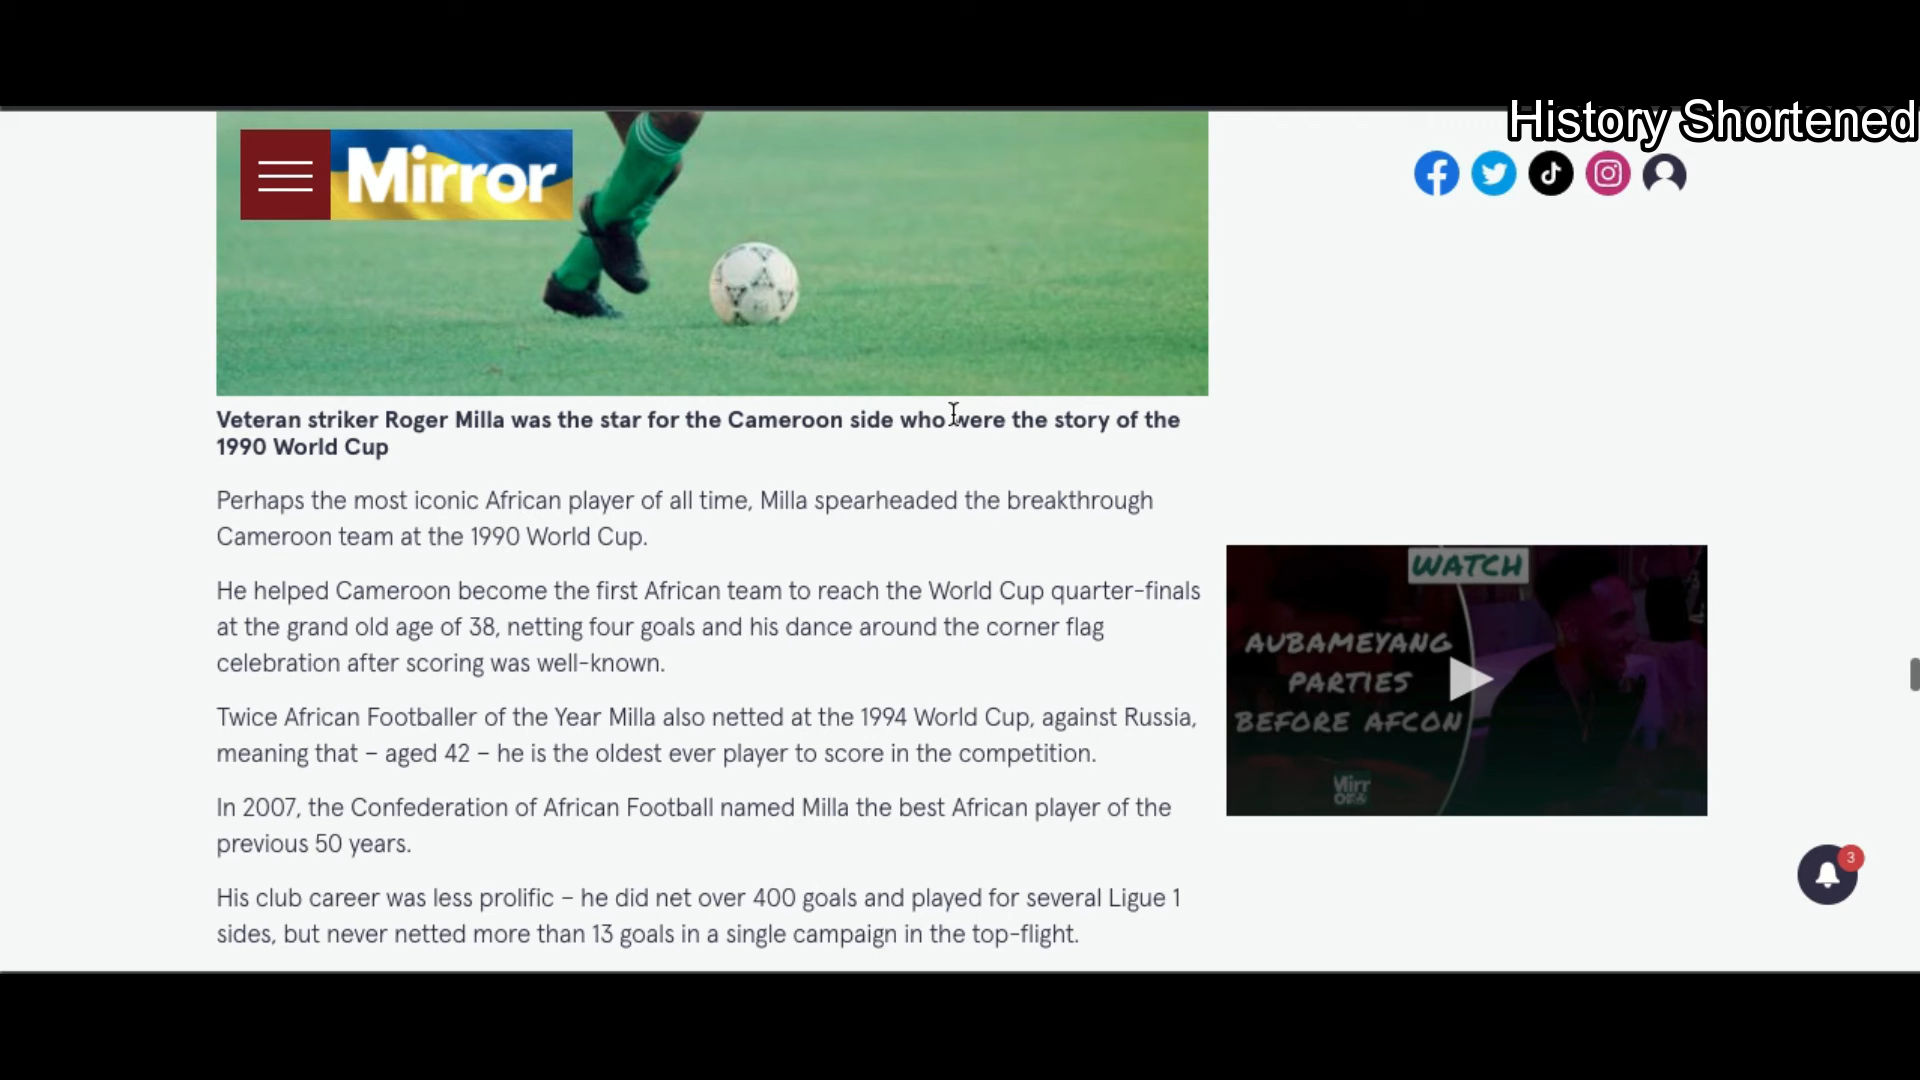 History Shortened
Mirror
Veteran striker Roger Milla was the star for the Cameroon side who were the story of the
1990 World Cup
Perhaps the most iconic African player of all time, Milla spearheaded the breakthrough
Cameroon team at the 1990 World Cup.
He helped Cameroon become the first African team to reach the World Cup quarter-finals
at the grand old age of 38, netting four goals and his dance around the corner flag
celebration after scoring was well-known.
Twice African Footballer of the Year Milla also netted at the 1994 World Cup, against Russia,
meaning that – aged 42 – he is the oldest ever player to score in the competition.
In 2007, the Confederation of African Football named Milla the best African player of the
previous 50 years.
His club career was less prolific – he did net over 400 goals and played for several Ligue 1
sides, but never netted more than 13 goals in a single campaign in the top-flight.
WATCH
AUBAMEYANG
PARTIES
BEFORE AFCON
3